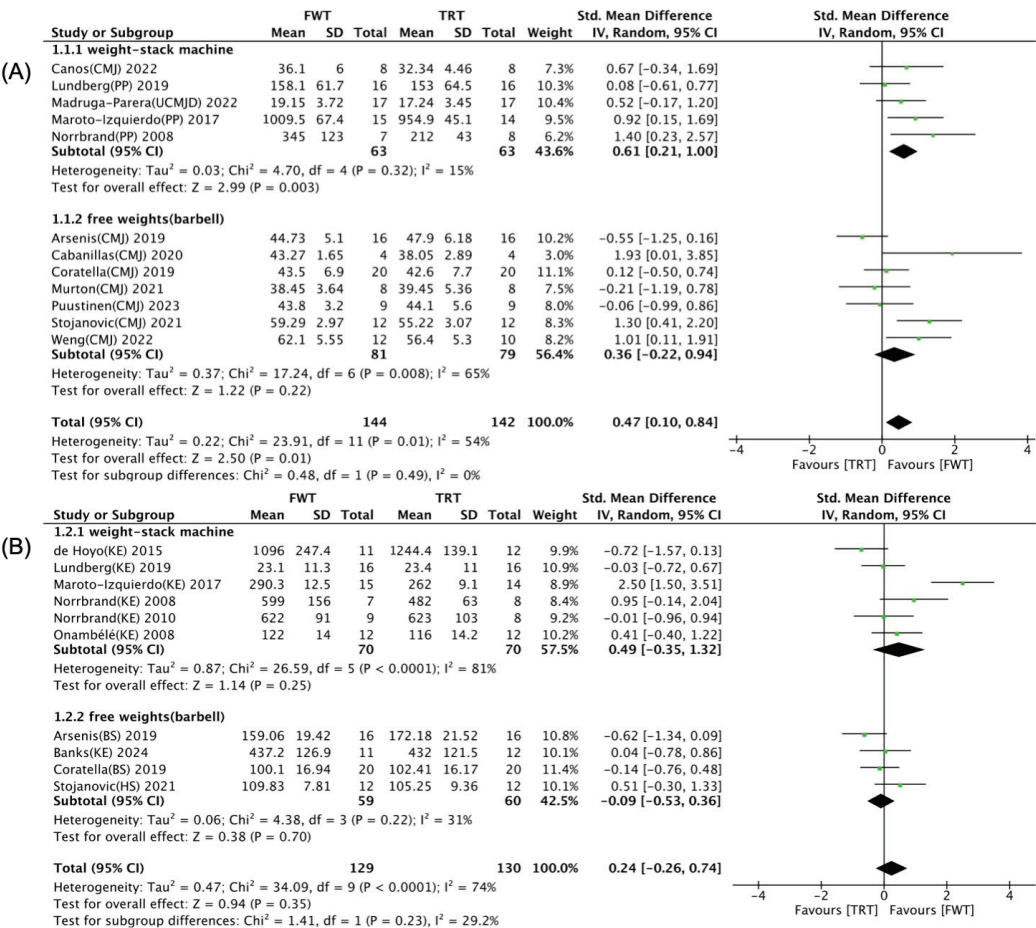 (A)
FWT TRT Std. Mean Difference Std. Mean Difference
Study or Subgroup Mean SD Total Mean SD Total Weight IV, Random, 95% CI IV, Random, 95% CI
1.1.1 weight-stack machine
Canos(CMJ) 2022 36.1 6 8 32.34 4.46 8 7.3% 0.67 [-0.34, 1.69]
Lundberg(PP) 2019 158.1 61.7 16 153 64.5 16 10.3% 0.08 [-0.61, 0.77]
Madruga-Parera(UCMJD) 2022 19.15 3.72 17 17.24 3.45 17 10.4% 0.52 [-0.17, 1.20]
Maroto-Izquierdo(PP) 2017 1009.5 67.4 15 954.9 45.1 14 9.5% 0.92 [0.15, 1.69]
Norrbrand(PP) 2008 345 123 7 212 43 8 6.2% 1.40 [0.23, 2.57]
Subtotal (95% CI) 63 63 43.6% 0.61 [0.21, 1.00]
Heterogeneity: Tau² = 0.03; Chi² = 4.70, df = 4 (P = 0.32); I² = 15%
Test for overall effect: Z = 2.99 (P = 0.003)
1.1.2 free weights(barbell)
Arsenis(CMJ) 2019 44.73 5.1 16 47.9 6.18 16 10.2% -0.55 [-1.25, 0.16]
Cabanillas(CMJ) 2020 43.27 1.65 4 38.05 2.89 4 3.0% 1.93 [0.01, 3.85]
Coratella(CMJ) 2019 43.5 6.9 20 42.6 7.7 20 11.1% 0.12 [-0.50, 0.74]
Murton(CMJ) 2021 38.45 3.64 8 39.45 5.36 8 7.5% -0.21 [-1.19, 0.78]
Puustinen(CMJ) 2023 43.8 3.2 9 44.1 5.6 9 8.0% -0.06 [-0.99, 0.86]
Stojanovic(CMJ) 2021 59.29 2.97 12 55.22 3.07 12 8.3% 1.30 [0.41, 2.20]
Weng(CMJ) 2022 62.1 5.55 12 56.4 5.3 10 8.2% 1.01 [0.11, 1.91]
Subtotal (95% CI) 81 79 56.4% 0.36 [-0.22, 0.94]
Heterogeneity: Tau² = 0.37; Chi² = 17.24, df = 6 (P = 0.008); I² = 65%
Test for overall effect: Z = 1.22 (P = 0.22)
Total (95% CI) 144 142 100.0% 0.47 [0.10, 0.84]
Heterogeneity: Tau² = 0.22; Chi² = 23.91, df = 11 (P = 0.01); I² = 54%
Test for overall effect: Z = 2.50 (P = 0.01)
Test for subgroup differences: Chi² = 0.48, df = 1 (P = 0.49), I² = 0%
-4 -2 0 2 4
Favours [TRT] Favours [FWT]
(B)
FWT TRT Std. Mean Difference Std. Mean Difference
Study or Subgroup Mean SD Total Mean SD Total Weight IV, Random, 95% CI IV, Random, 95% CI
1.2.1 weight-stack machine
de Hoyo(KE) 2015 1096 247.4 11 1244.4 139.1 12 9.9% -0.72 [-1.57, 0.13]
Lundberg(KE) 2019 23.1 11.3 16 23.4 11 16 10.9% -0.03 [-0.72, 0.67]
Maroto-Izquierdo(KE) 2017 290.3 12.5 15 262 9.1 14 8.9% 2.50 [1.50, 3.51]
Norrbrand(KE) 2008 599 156 7 482 63 8 8.4% 0.95 [-0.14, 2.04]
Norrbrand(KE) 2010 622 91 9 623 103 8 9.2% -0.01 [-0.96, 0.94]
Onambélé(KE) 2008 122 14 12 116 14.2 12 10.2% 0.41 [-0.40, 1.22]
Subtotal (95% CI) 70 70 57.5% 0.49 [-0.35, 1.32]
Heterogeneity: Tau² = 0.87; Chi² = 26.59, df = 5 (P < 0.0001); I² = 81%
Test for overall effect: Z = 1.14 (P = 0.25)
1.2.2 free weights(barbell)
Arsenis(BS) 2019 159.06 19.42 16 172.18 21.52 16 10.8% -0.62 [-1.34, 0.09]
Banks(KE) 2024 437.2 126.9 11 432 121.5 12 10.1% 0.04 [-0.78, 0.86]
Coratella(BS) 2019 100.1 16.94 20 102.41 16.17 20 11.4% -0.14 [-0.76, 0.48]
Stojanovic(HS) 2021 109.83 7.81 12 105.25 9.36 12 10.1% 0.51 [-0.30, 1.33]
Subtotal (95% CI) 59 60 42.5% -0.09 [-0.53, 0.36]
Heterogeneity: Tau² = 0.06; Chi² = 4.38, df = 3 (P = 0.22); I² = 31%
Test for overall effect: Z = 0.38 (P = 0.70)
Total (95% CI) 129 130 100.0% 0.24 [-0.26, 0.74]
Heterogeneity: Tau² = 0.47; Chi² = 34.09, df = 9 (P < 0.0001); I² = 74%
Test for overall effect: Z = 0.94 (P = 0.35)
Test for subgroup differences: Chi² = 1.41, df = 1 (P = 0.23), I² = 29.2%
-4 -2 0 2 4
Favours [TRT] Favours [FWT]